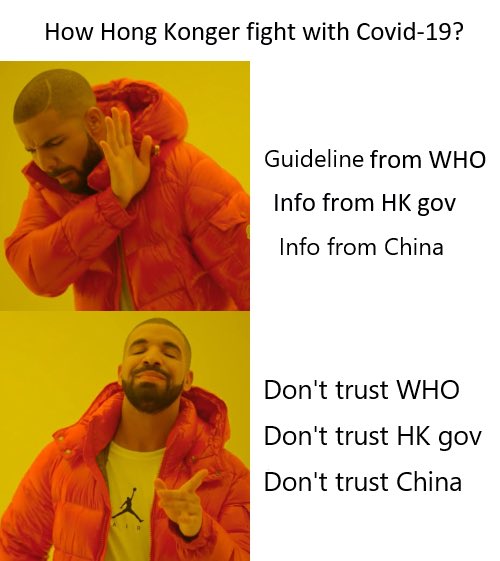 How Hong Konger fight with Covid-19?
Guideline from WHO
Info from HK gov
Info from China
Don't trust WHO
Don't trust HK gov
Don't trust China
A I R